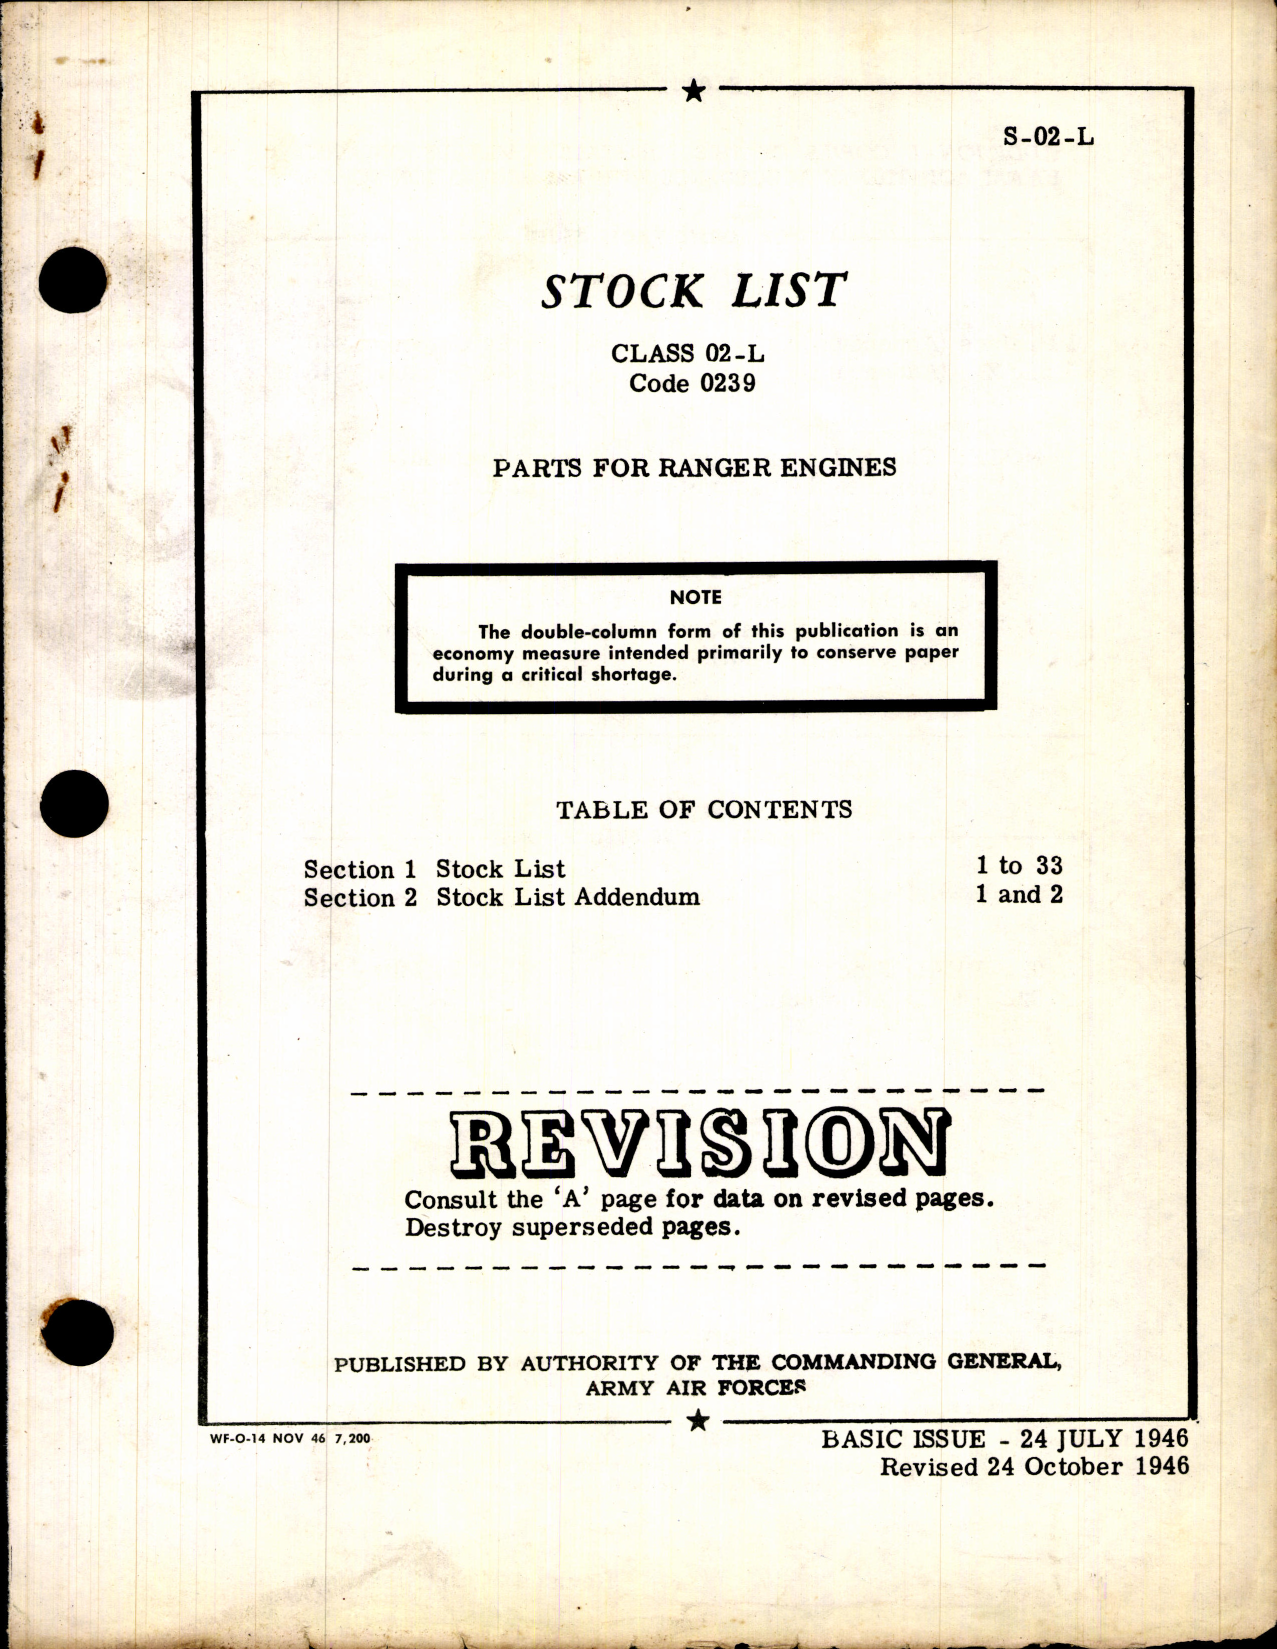 S-02-L
STOCK LIST
CLASS 02-L
Code 0239
PARTS FOR RANGER ENGINES
NOTE
The double-column form of this publication is an
economy measure intended primarily to conserve paper
during a critical shortage.
TABLE OF CONTENTS
Section 1 Stock List 1 to 33
Section 2 Stock List Addendum 1 and 2
REVISION
Consult the ‘A’ page for data on revised pages.
Destroy superseded pages.
PUBLISHED BY AUTHORITY OF THE COMMANDING GENERAL,
ARMY AIR FORCES
WF-O-14 NOV 46 7,200
BASIC ISSUE - 24 JULY 1946
Revised 24 October 1946